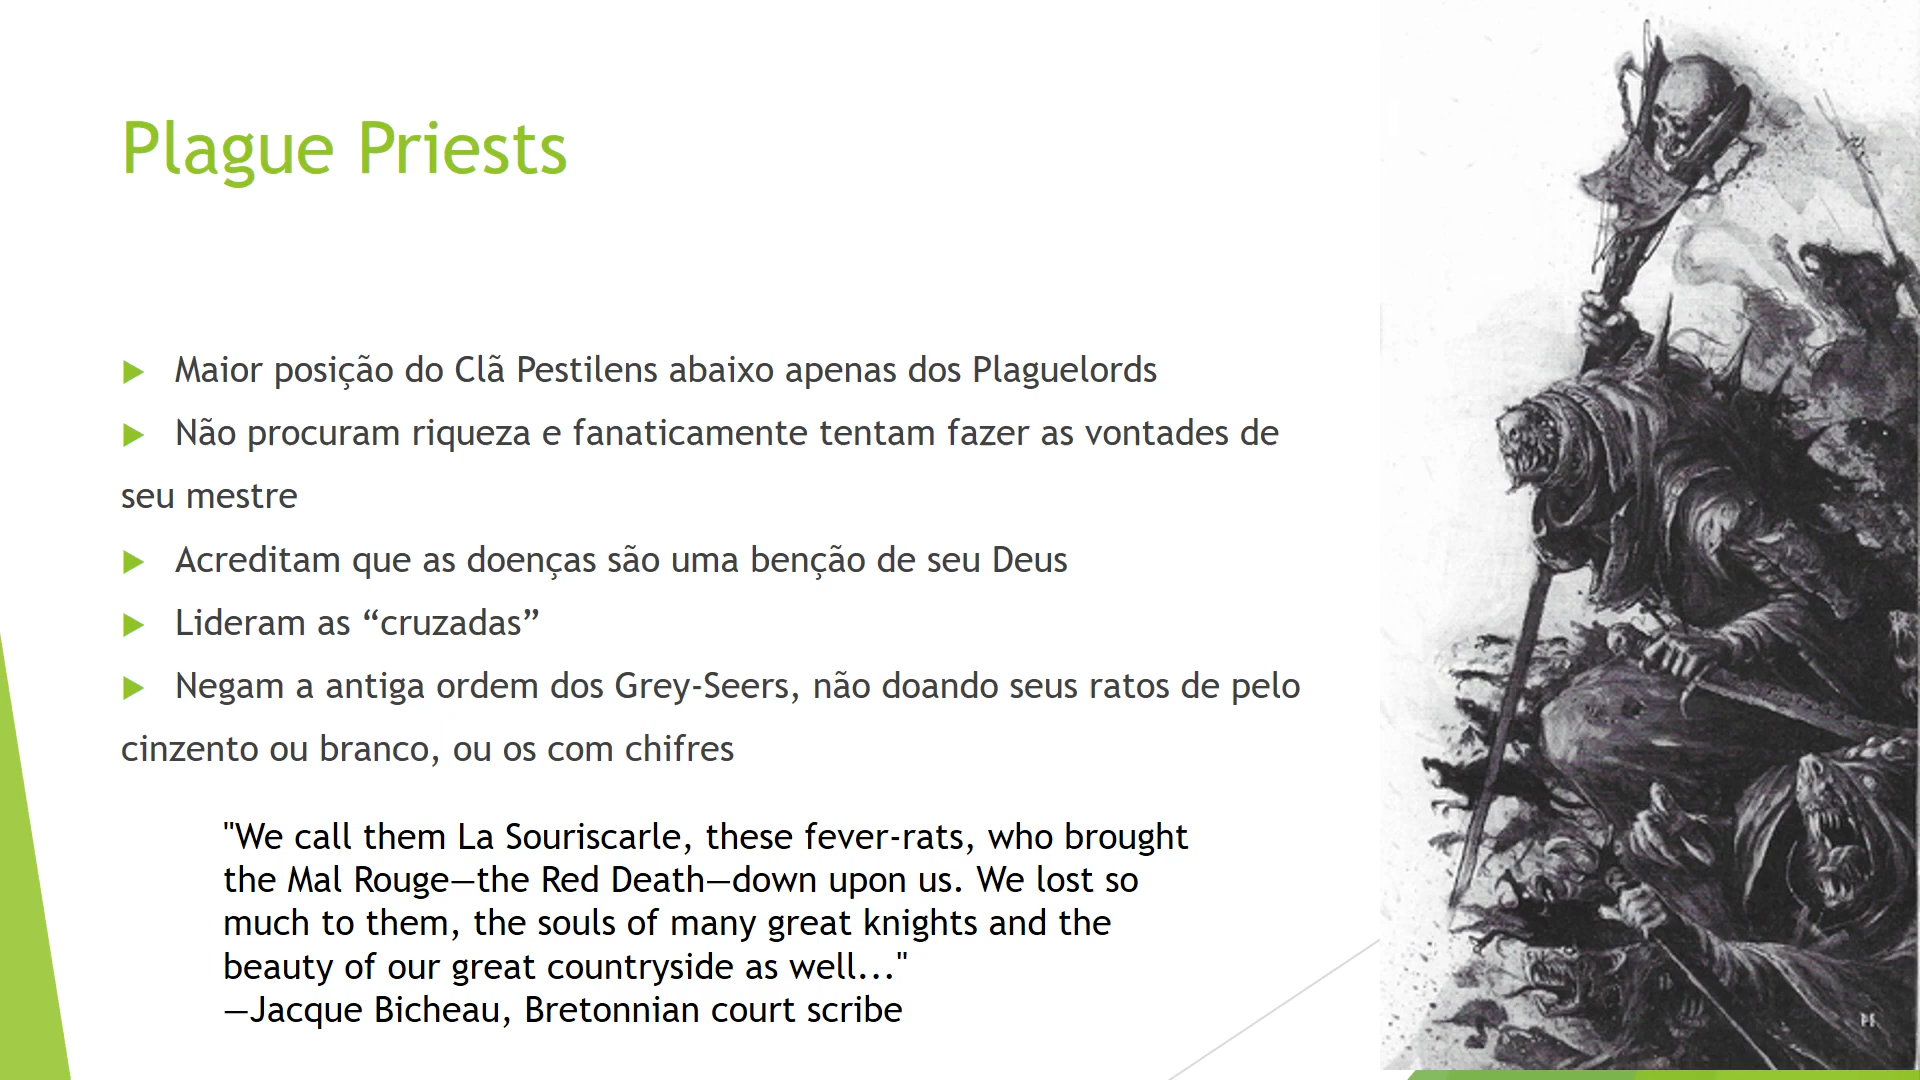 Plague Priests
Maior posição do Clã Pestilens abaixo apenas dos Plaguelords
Não procuram riqueza e fanaticamente tentam fazer as vontades de
seu mestre
Acreditam que as doenças são uma benção de seu Deus
Lideram as “cruzadas”
Negam a antiga ordem dos Grey-Seers, não doando seus ratos de pelo
cinzento ou branco, ou os com chifres
"We call them La Souriscarle, these fever-rats, who brought
the Mal Rouge—the Red Death—down upon us. We lost so
much to them, the souls of many great knights and the
beauty of our great countryside as well..."
—Jacque Bicheau, Bretonnian court scribe